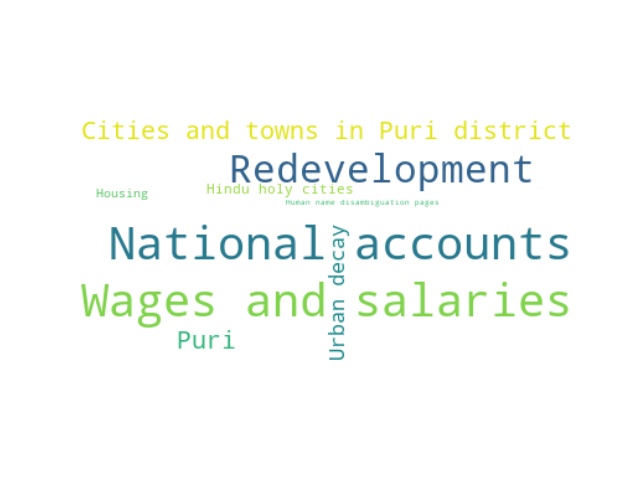 Cities and towns in Puri district
Redevelopment
Housing
Hindu holy cities
Human name disambiguation pages
National accounts
Urban decay
Wages and salaries
Puri